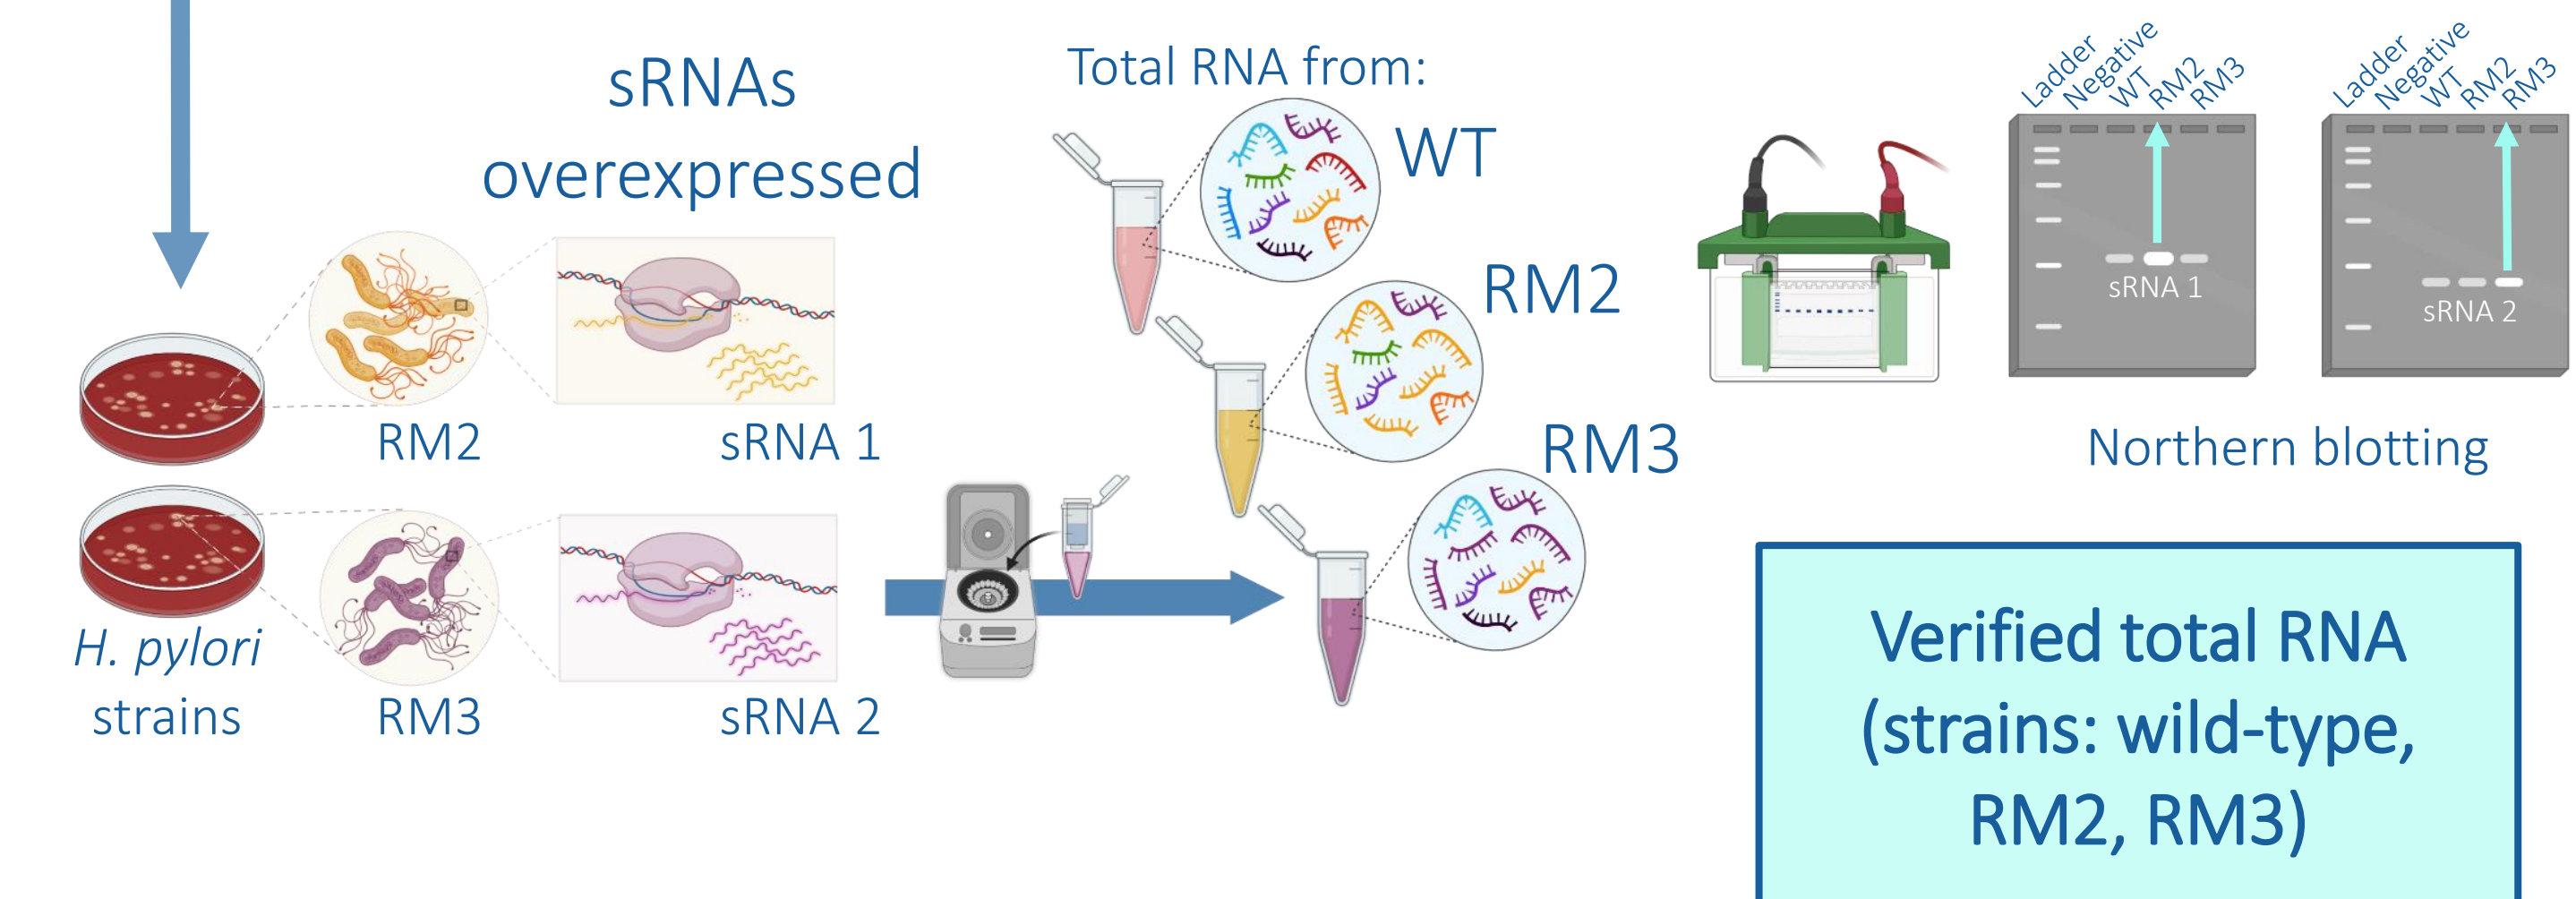 sRNAs
overexpressed
RM2
sRNA 1
H. pylori
strains
RM3
sRNA 2
Total RNA from:
WT
RM2
RM3
Ladder
Negative
WT
RM2
RM3
sRNA 1
Ladder
Negative
WT
RM2
RM3
sRNA 2
Northern blotting
Verified total RNA
(strains: wild-type,
RM2, RM3)